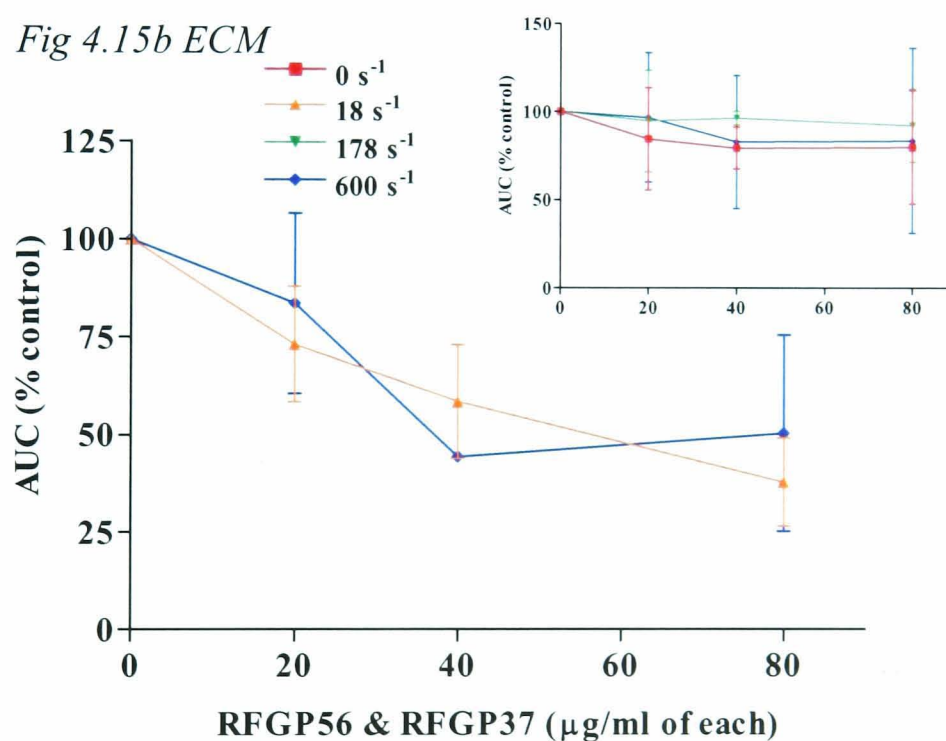 Fig 4.15b ECM
0 s⁻¹
18 s⁻¹
178 s⁻¹
600 s⁻¹
AUC (% control)
125
100
75
50
25
0
0 20 40 60 80
RFGP56 & RFGP37 (µg/ml of each)
AUC (% control)
150
100
50
0
0 20 40 60 80